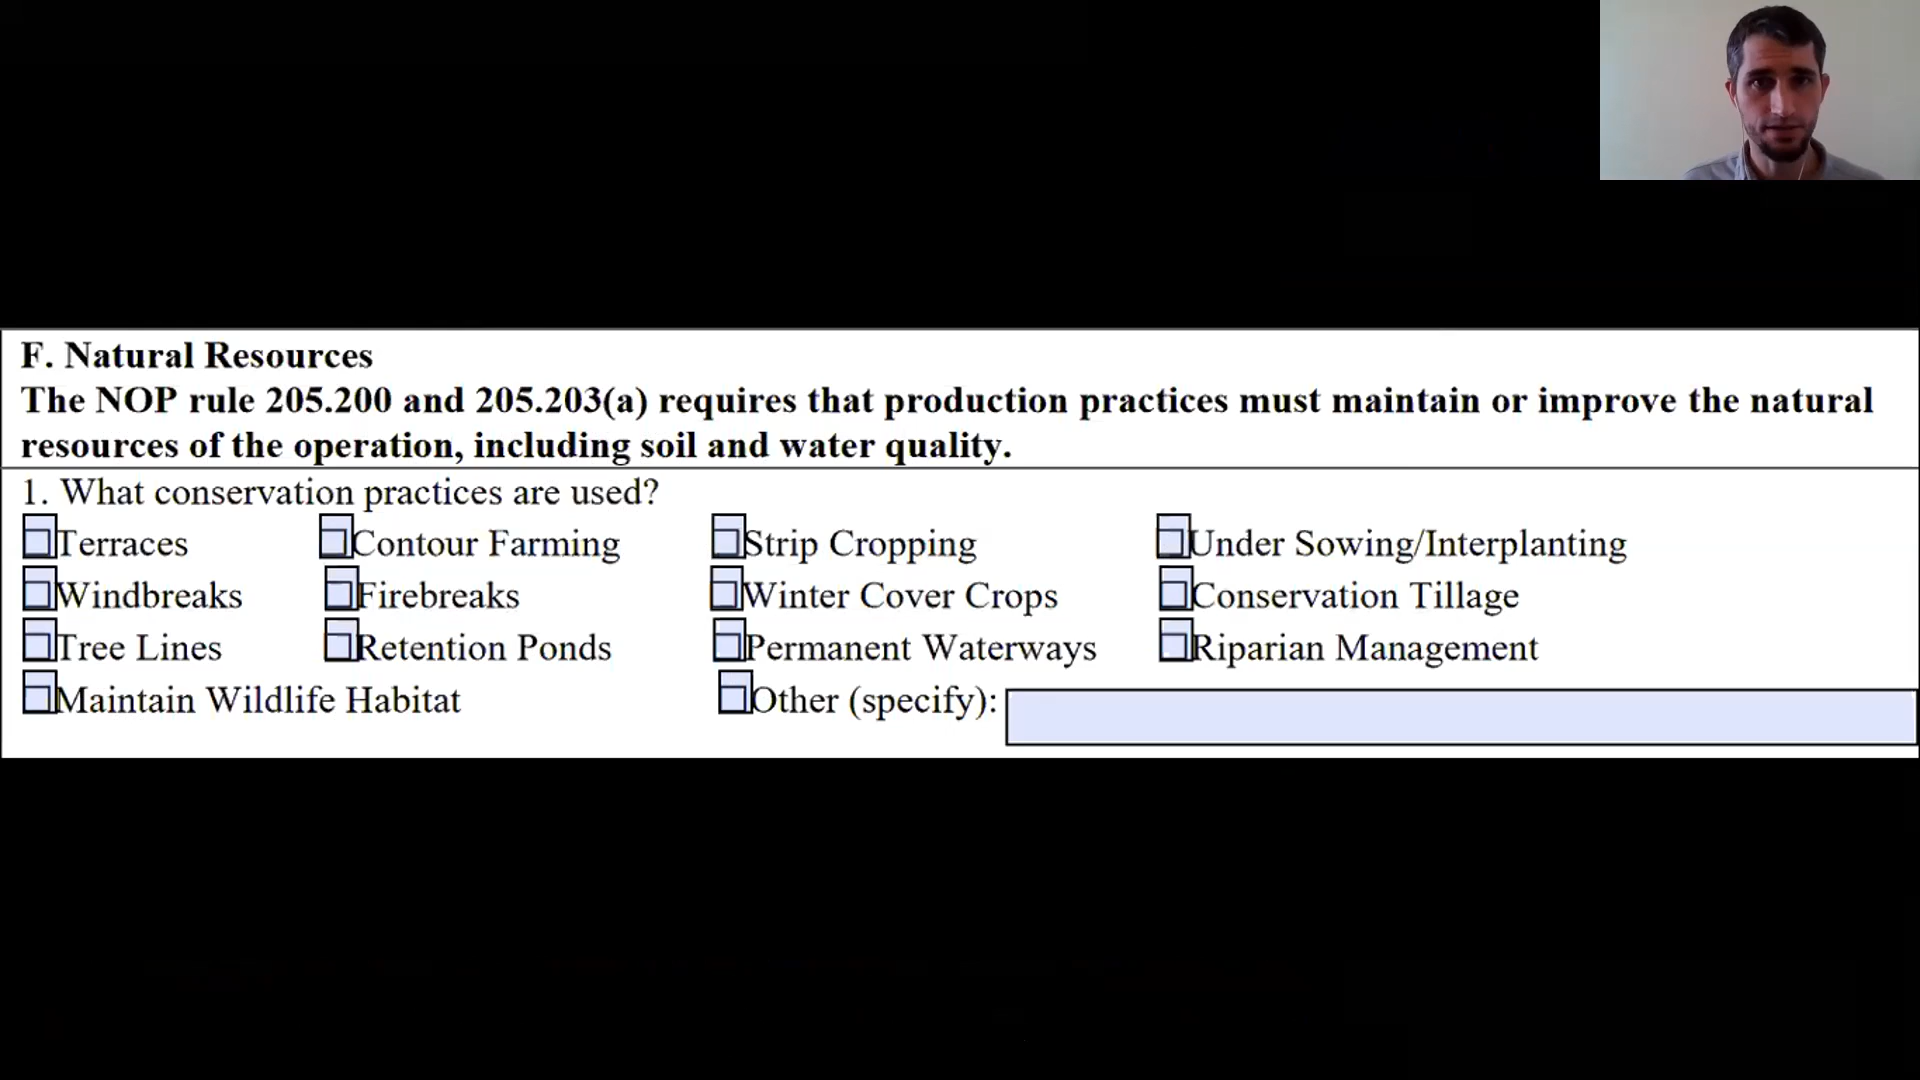 F. Natural Resources
The NOP rule 205.200 and 205.203(a) requires that production practices must maintain or improve the natural
resources of the operation, including soil and water quality.
1. What conservation practices are used?
Terraces Contour Farming Strip Cropping Under Sowing/Interplanting
Windbreaks Firebreaks Winter Cover Crops Conservation Tillage
Tree Lines Retention Ponds Permanent Waterways Riparian Management
Maintain Wildlife Habitat Other (specify):